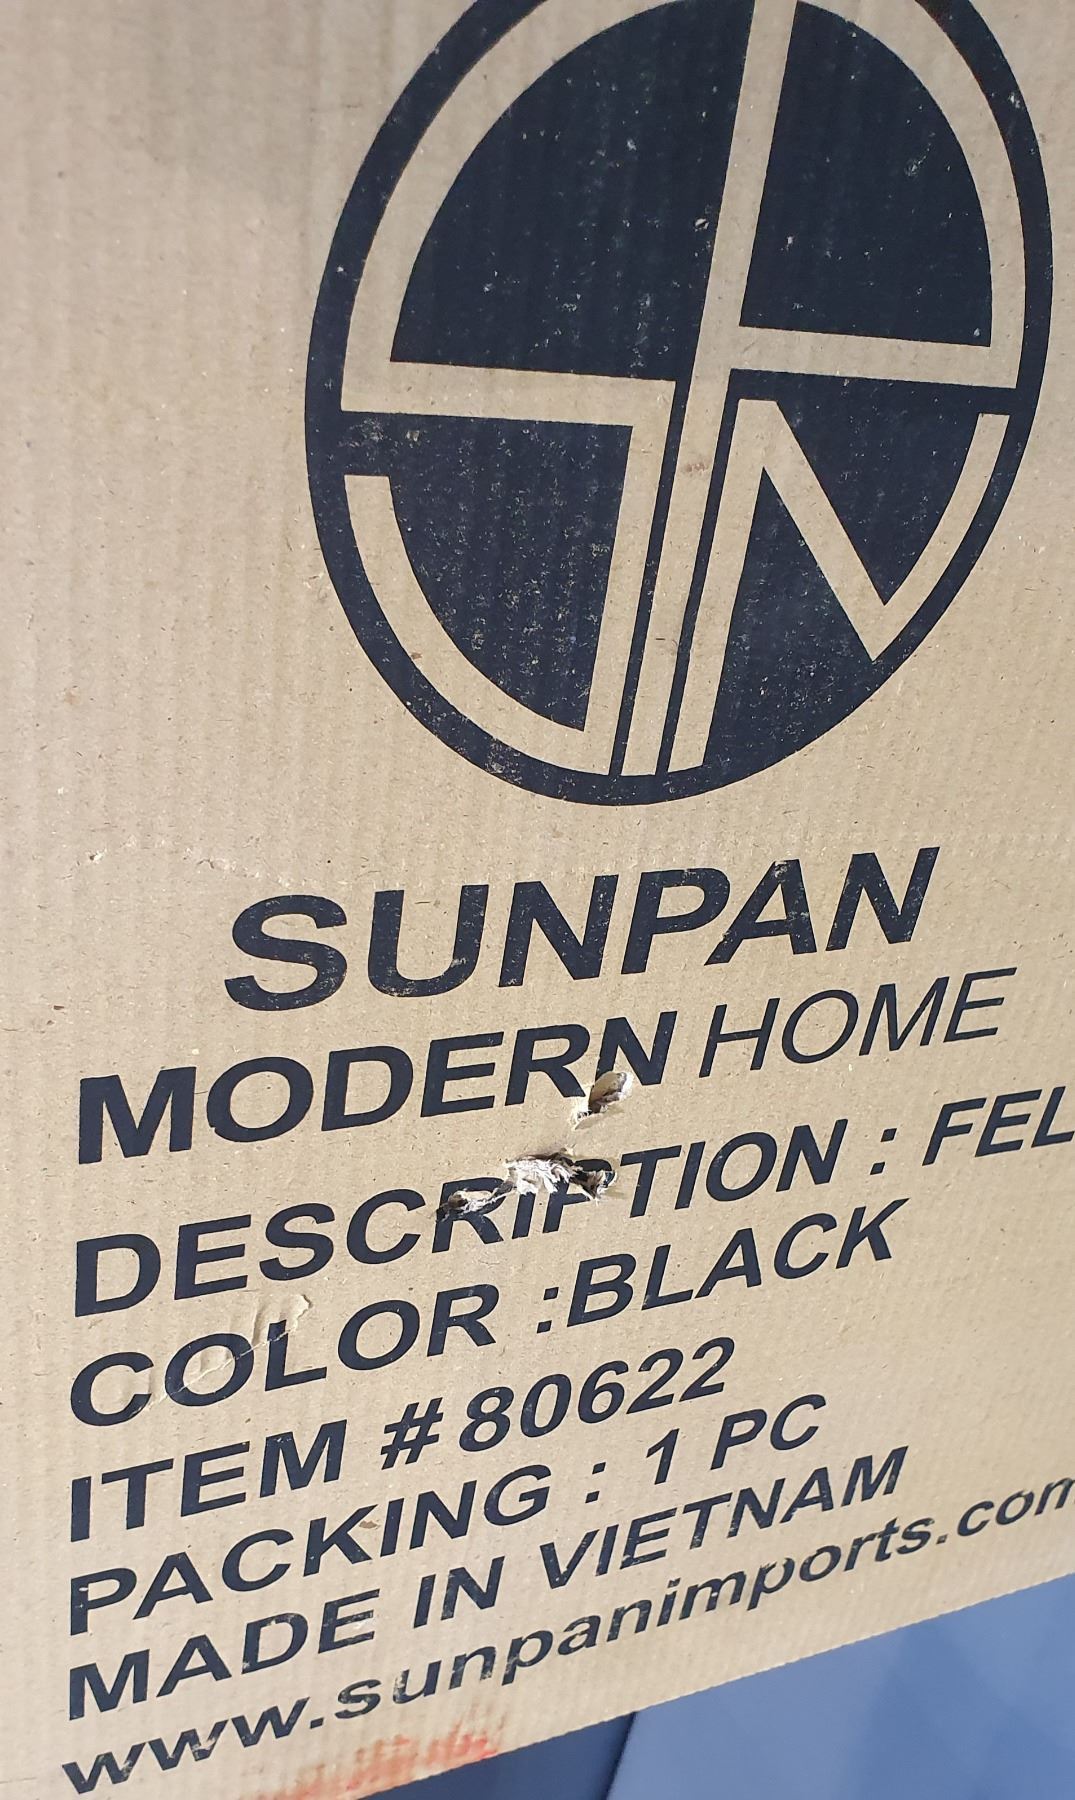 SUNPAN
MODERN HOME
DESCRIPTION : FEL
COLOR :BLACK
ITEM #80622
PACKING : 1 PC
MADE IN VIETNAM
www.sunpanimports.com